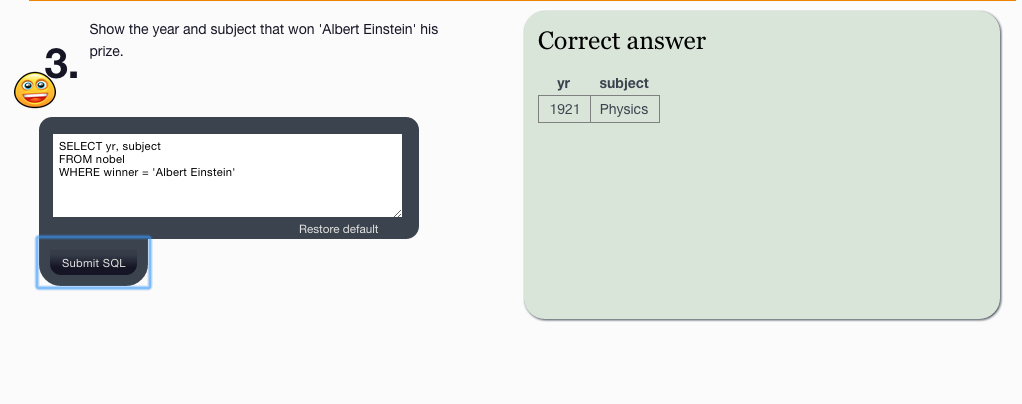 Show the year and subject that won 'Albert Einstein' his
prize.
3.
SELECT yr, subject
FROM nobel
WHERE winner = 'Albert Einstein'
Restore default
Submit SQL
Correct answer
yr subject
1921 Physics